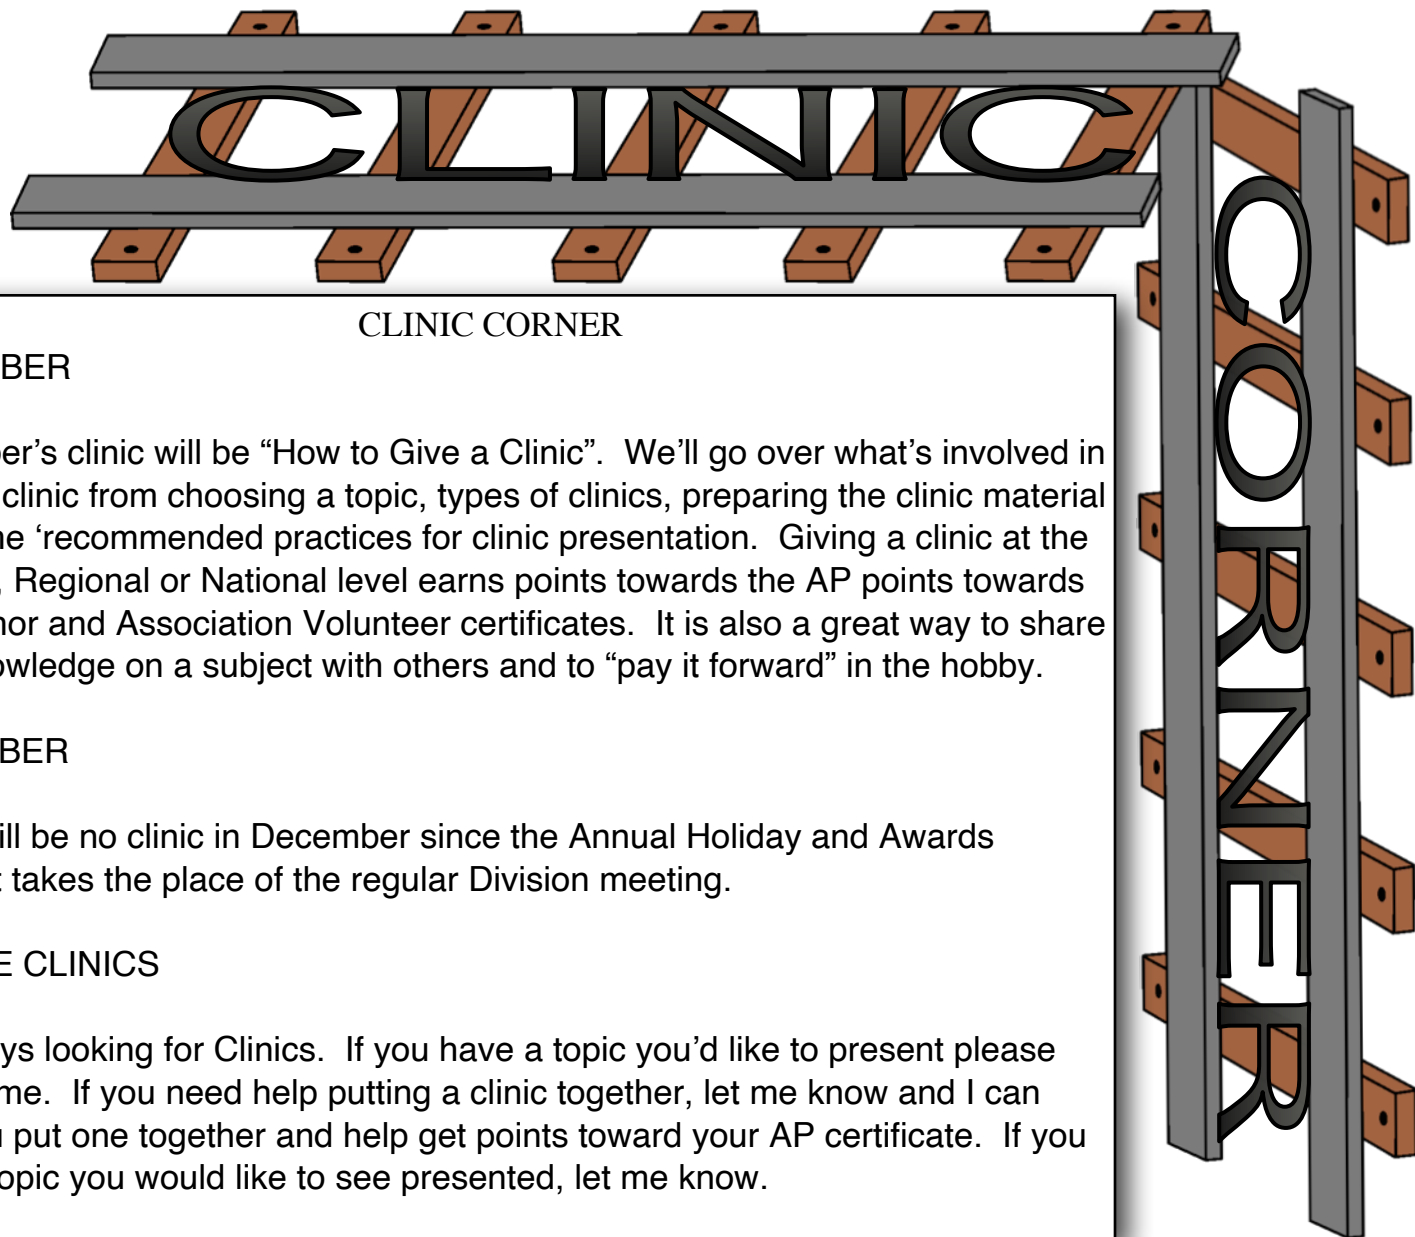 CLINIC
CORNER
CLINIC CORNER
BER
er’s clinic will be “How to Give a Clinic”.  We’ll go over what’s involved in
clinic from choosing a topic, types of clinics, preparing the clinic material
ne ‘recommended practices for clinic presentation.  Giving a clinic at the
, Regional or National level earns points towards the AP points towards
nor and Association Volunteer certificates.  It is also a great way to share
owledge on a subject with others and to “pay it forward” in the hobby.
BER
ill be no clinic in December since the Annual Holiday and Awards
t takes the place of the regular Division meeting.
E CLINICS
ys looking for Clinics.  If you have a topic you’d like to present please
me.  If you need help putting a clinic together, let me know and I can
u put one together and help get points toward your AP certificate.  If you
opic you would like to see presented, let me know.